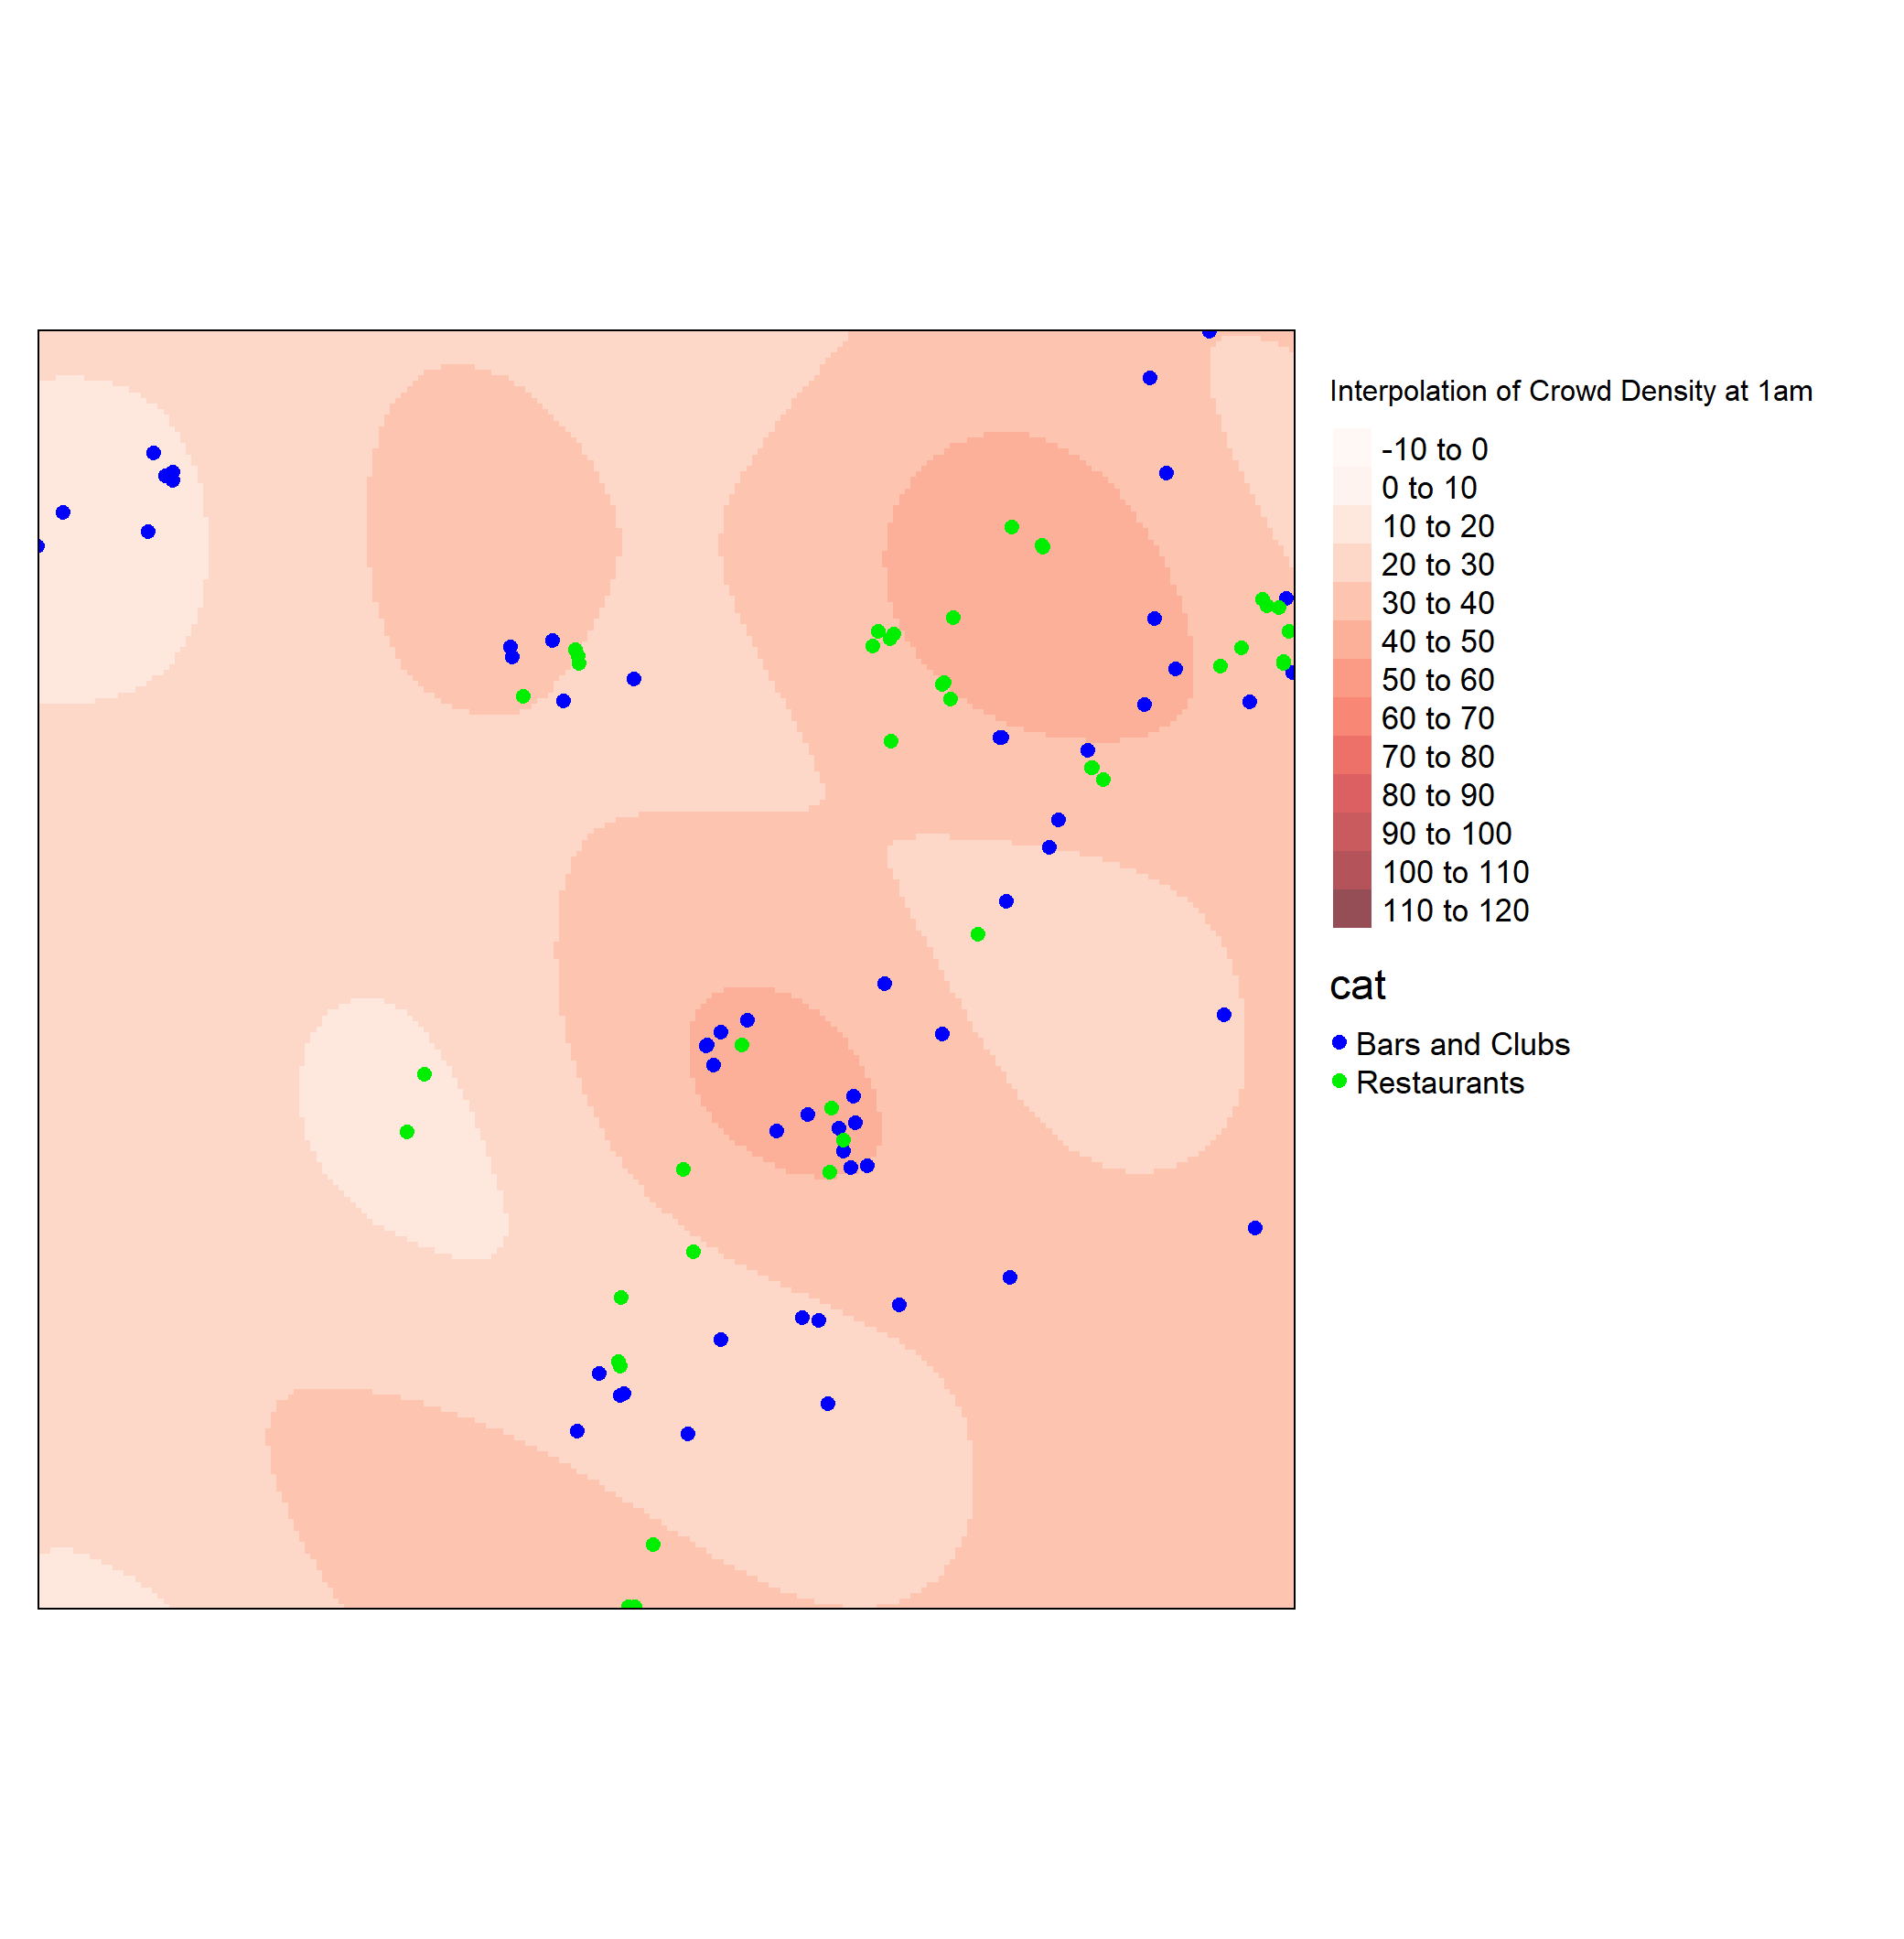 Interpolation of Crowd Density at 1am
-10 to 0
0 to 10
10 to 20
20 to 30
30 to 40
40 to 50
50 to 60
60 to 70
70 to 80
80 to 90
90 to 100
100 to 110
110 to 120
cat
Bars and Clubs
Restaurants